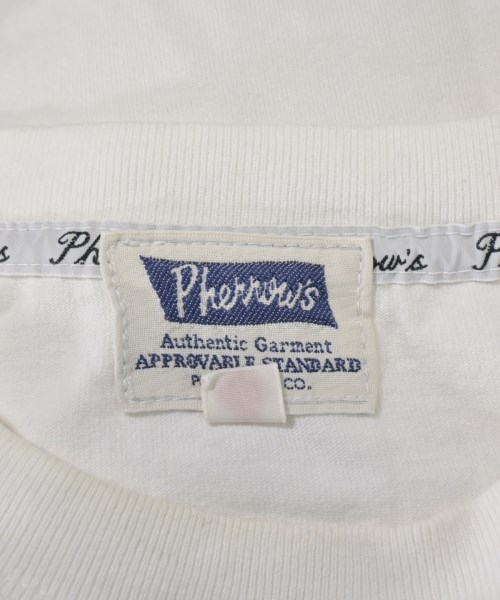 Pherrow's
Authentic Garment
APPROVABLE STANDARD
CO.